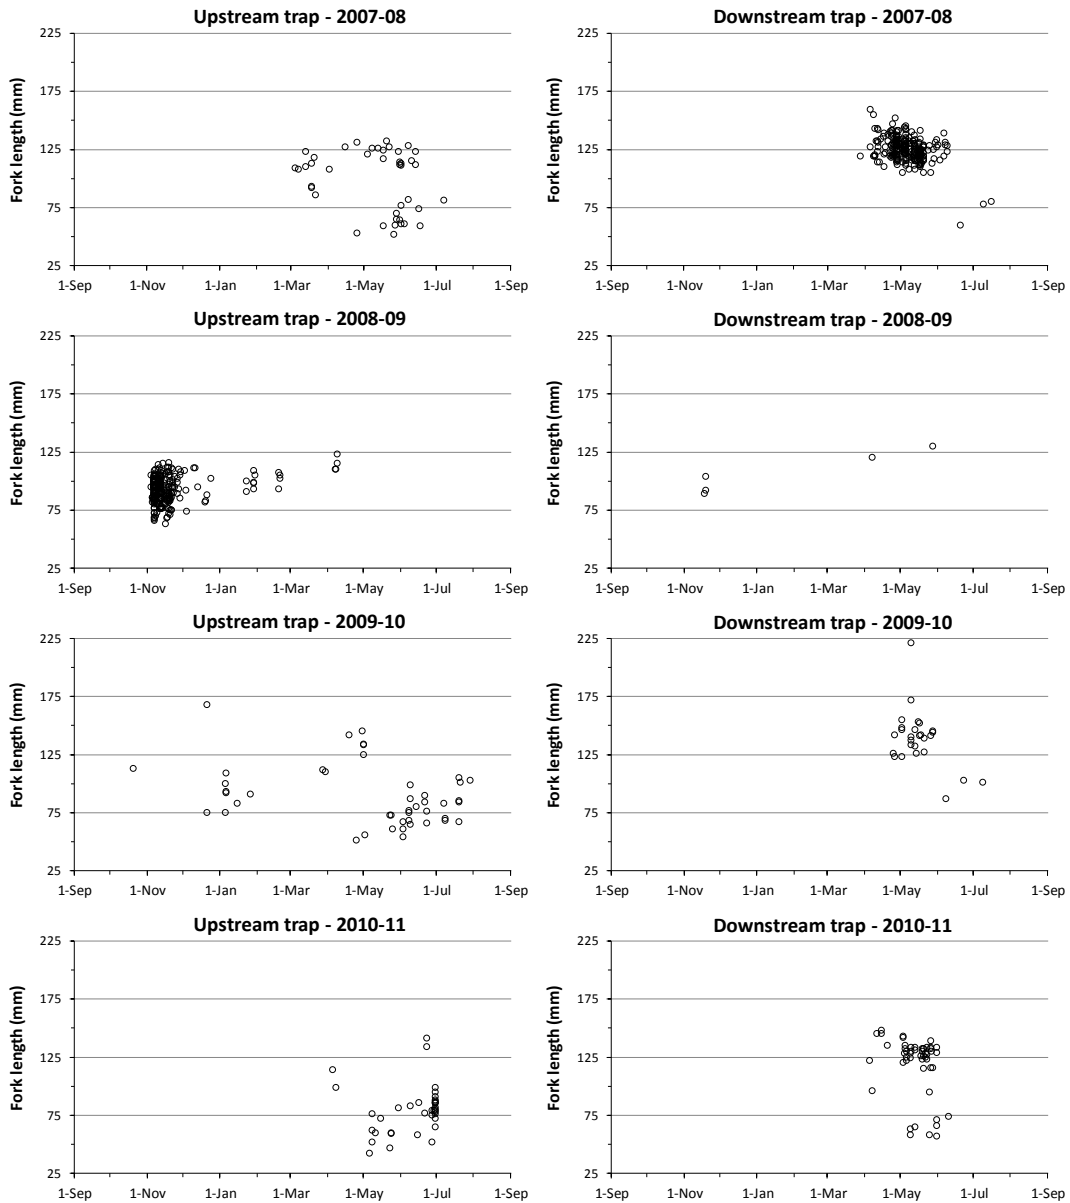 Upstream trap - 2007-08
Fork length (mm)
225
175
125
75
25
1-Sep 1-Nov 1-Jan 1-Mar 1-May 1-Jul 1-Sep
Downstream trap - 2007-08
Fork length (mm)
225
175
125
75
25
1-Sep 1-Nov 1-Jan 1-Mar 1-May 1-Jul 1-Sep
Upstream trap - 2008-09
Fork length (mm)
225
175
125
75
25
1-Sep 1-Nov 1-Jan 1-Mar 1-May 1-Jul 1-Sep
Downstream trap - 2008-09
Fork length (mm)
225
175
125
75
25
1-Sep 1-Nov 1-Jan 1-Mar 1-May 1-Jul 1-Sep
Upstream trap - 2009-10
Fork length (mm)
225
175
125
75
25
1-Sep 1-Nov 1-Jan 1-Mar 1-May 1-Jul 1-Sep
Downstream trap - 2009-10
Fork length (mm)
225
175
125
75
25
1-Sep 1-Nov 1-Jan 1-Mar 1-May 1-Jul 1-Sep
Upstream trap - 2010-11
Fork length (mm)
225
175
125
75
25
1-Sep 1-Nov 1-Jan 1-Mar 1-May 1-Jul 1-Sep
Downstream trap - 2010-11
Fork length (mm)
225
175
125
75
25
1-Sep 1-Nov 1-Jan 1-Mar 1-May 1-Jul 1-Sep